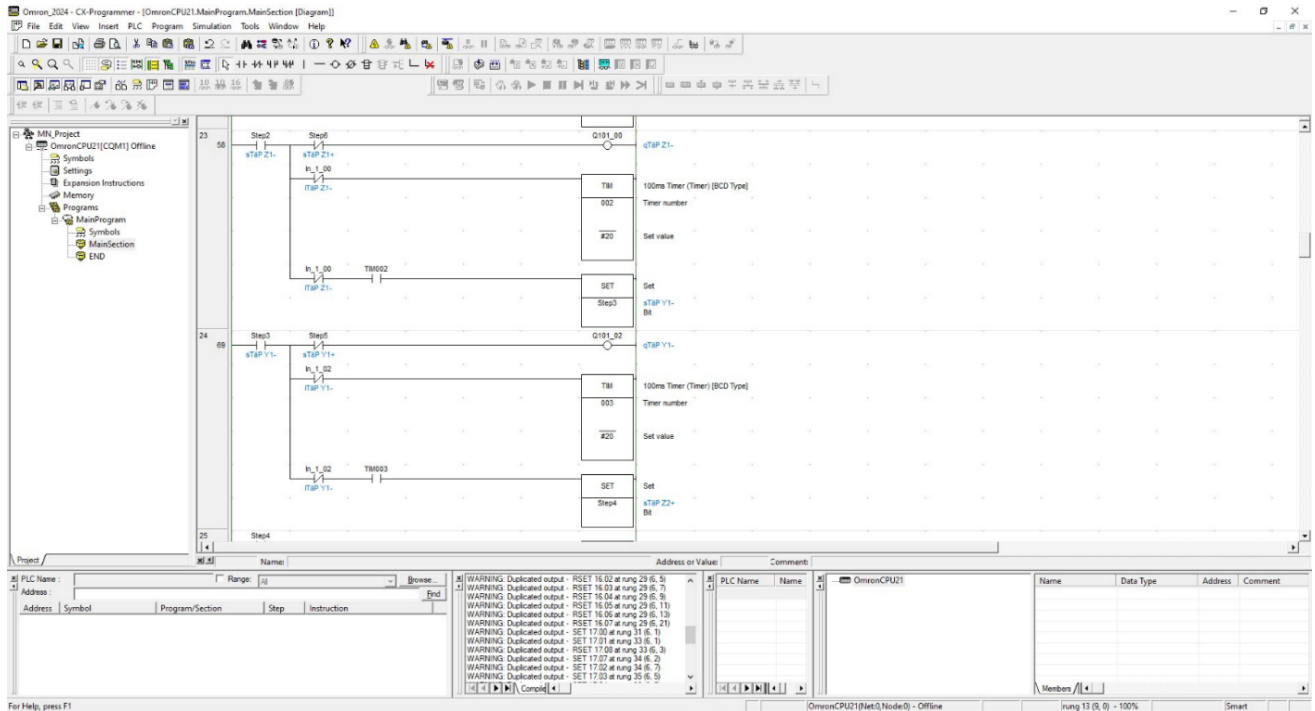 Omron_2024 - CX-Programmer - [OmronCPU21.MainProgram.MainSection [Diagram]]
File Edit View Insert PLC Program Simulation Tools Window Help
MN_Project
OmronCPU21[CQM1] Offline
Symbols
Settings
Expansion Instructions
Memory
Programs
MainProgram
Symbols
MainSection
END
Project
23
58
Step2 Step6 Q101_00
sTäP Z1- sTäP Z1+ qTäP Z1-
In_1_00
iTäP Z1-
TIM 100ms Timer (Timer) [BCD Type]
002 Timer number
#20 Set value
In_1_00 TIM002
iTäP Z1-
SET Set
Step3 sTäP Y1-
Bit
24
69
Step3 Step5 Q101_02
sTäP Y1- sTäP Y1+ qTäP Y1-
In_1_02
iTäP Y1-
TIM 100ms Timer (Timer) [BCD Type]
003 Timer number
#20 Set value
In_1_02 TIM003
iTäP Y1-
SET Set
Step4 sTäP Z2+
Bit
25 Step4
Name: Address or Value: Comment:
PLC Name : Range: All Browse...
Address : Find
Address Symbol Program/Section Step Instruction
WARNING: Duplicated output - RSET 16.02 at rung 29 (6, 5)
WARNING: Duplicated output - RSET 16.03 at rung 29 (6, 7)
WARNING: Duplicated output - RSET 16.04 at rung 29 (6, 9)
WARNING: Duplicated output - RSET 16.05 at rung 29 (6, 11)
WARNING: Duplicated output - RSET 16.06 at rung 29 (6, 13)
WARNING: Duplicated output - RSET 16.07 at rung 29 (6, 21)
WARNING: Duplicated output - SET 17.00 at rung 31 (6, 1)
WARNING: Duplicated output - SET 17.01 at rung 33 (6, 1)
WARNING: Duplicated output - RSET 17.08 at rung 33 (6, 3)
WARNING: Duplicated output - SET 17.07 at rung 34 (6, 2)
WARNING: Duplicated output - SET 17.02 at rung 34 (6, 7)
WARNING: Duplicated output - SET 17.03 at rung 35 (6, 5)
Compile
PLC Name Name
OmronCPU21
Name Data Type Address Comment
Members
For Help, press F1
OmronCPU21(Net:0,Node:0) - Offline
rung 13 (9, 0) - 100%
Smart